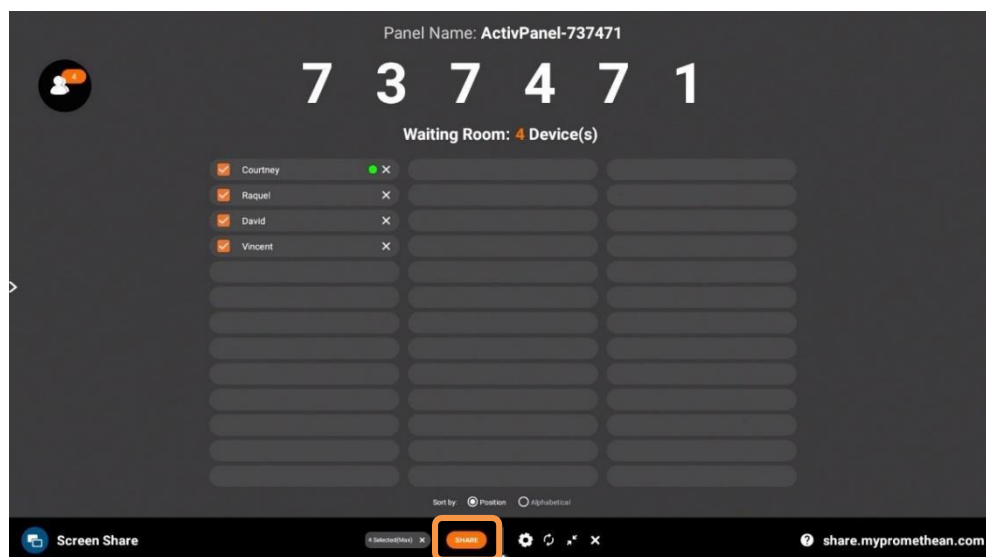 Panel Name: ActivPanel-737471
4
7 3 7 4 7 1
Waiting Room: 4 Device(s)
Courtney
Raquel
David
Vincent
Sort by: Position Alphabetical
Screen Share 4 Selected(Max) X SHARE ? share.mypromethean.com